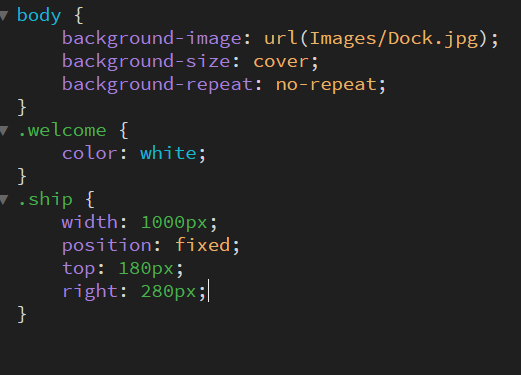 body {
    background-image: url(Images/Dock.jpg);
    background-size: cover;
    background-repeat: no-repeat;
}
.welcome {
    color: white;
}
.ship {
    width: 1000px;
    position: fixed;
    top: 180px;
    right: 280px;
}